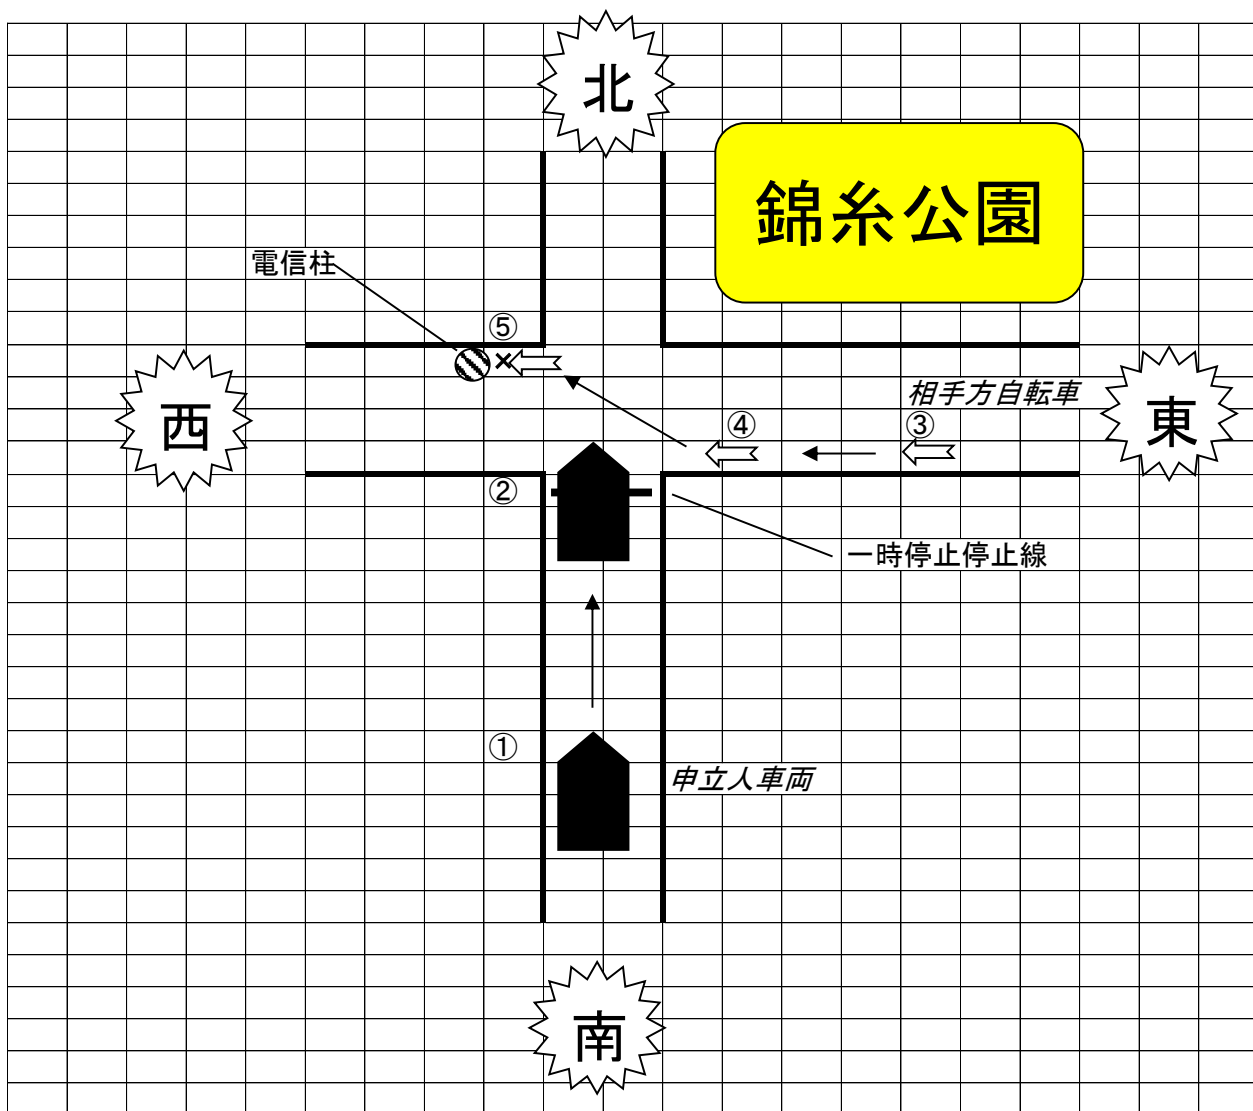 北
錦糸公園
電信柱
⑤
西
相手方自転車
東
④
③
②
一時停止停止線
①
申立人車両
南